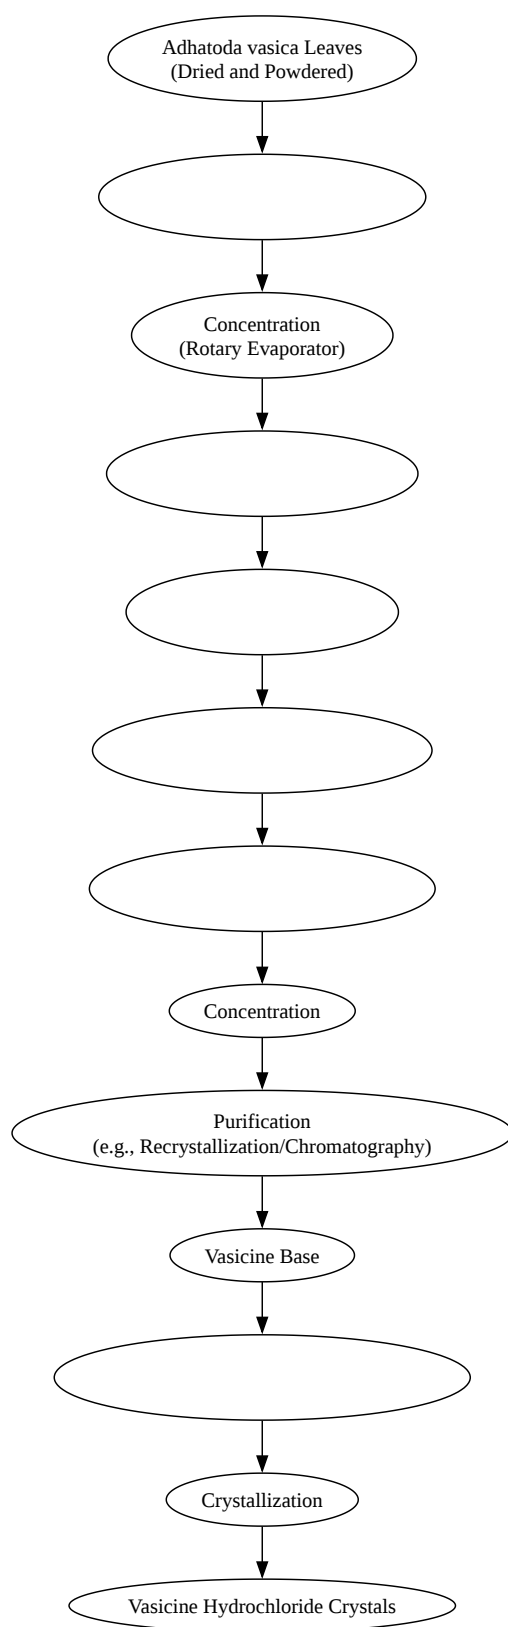 Adhatoda vasica Leaves
(Dried and Powdered)
Concentration
(Rotary Evaporator)
Concentration
Purification
(e.g., Recrystallization/Chromatography)
Vasicine Base
Crystallization
Vasicine Hydrochloride Crystals